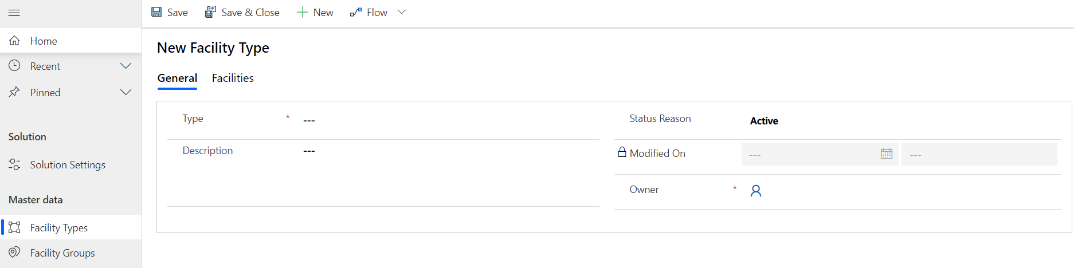 Save Save & Close New Flow
Home
New Facility Type
Recent
General Facilities
Pinned
Type * --- Status Reason Active
Solution
Description --- Modified On --- ---
Solution Settings
Owner *
Master data
Facility Types
Facility Groups